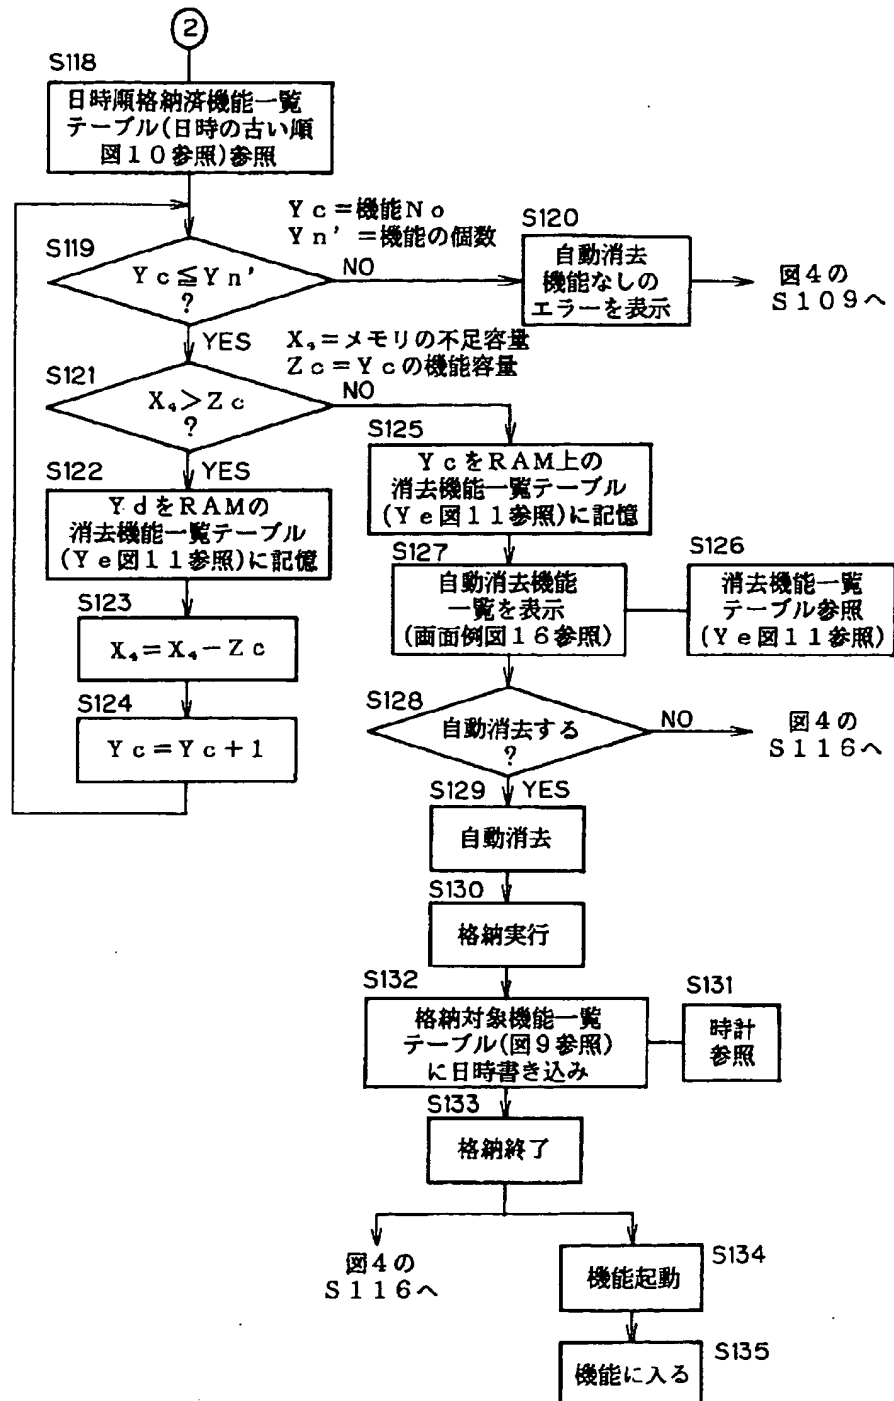 2
S118
日時順格納済機能一覧
テーブル(日時の古い順
図10参照)参照
Yc=機能No
Yn'=機能の個数
S119
Yc≦Yn'
?
NO
S120
自動消去
機能なしの
エラーを表示
図4の
S109へ
YES
X₄=メモリの不足容量
Zc=Ycの機能容量
S121
X₄>Zc
?
NO
S122
YES
YdをRAMの
消去機能一覧テーブル
(Ye図11参照)に記憶
S123
X₄=X₄-Zc
S124
Yc=Yc+1
S125
YcをRAM上の
消去機能一覧テーブル
(Ye図11参照)に記憶
S127
自動消去機能
一覧を表示
(画面例図16参照)
S126
消去機能一覧
テーブル参照
(Ye図11参照)
S128
自動消去する
?
NO
図4の
S116へ
S129
YES
自動消去
S130
格納実行
S132
格納対象機能一覧
テーブル(図9参照)
に日時書き込み
S131
時計
参照
S133
格納終了
図4の
S116へ
S134
機能起動
S135
機能に入る